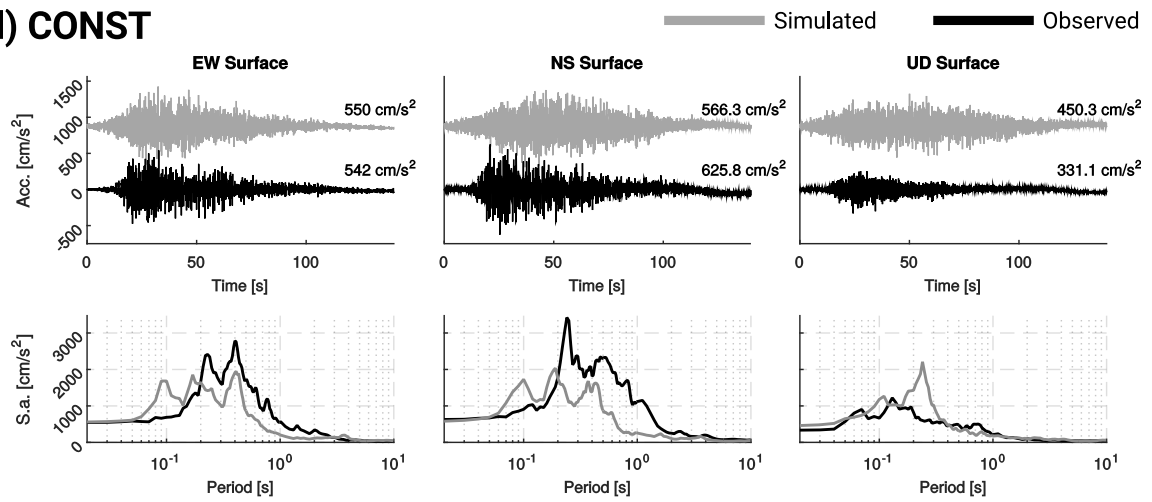 ) CONST
Simulated
Observed
EW Surface
NS Surface
UD Surface
Acc. [cm/s²]
1500
1000
500
0
-500
550 cm/s²
542 cm/s²
566.3 cm/s²
625.8 cm/s²
450.3 cm/s²
331.1 cm/s²
0 50 100
0 50 100
0 50 100
Time [s]
Time [s]
Time [s]
S.a. [cm/s²]
3000
2000
1000
0
10⁻¹ 10⁰ 10¹
10⁻¹ 10⁰ 10¹
10⁻¹ 10⁰ 10¹
Period [s]
Period [s]
Period [s]